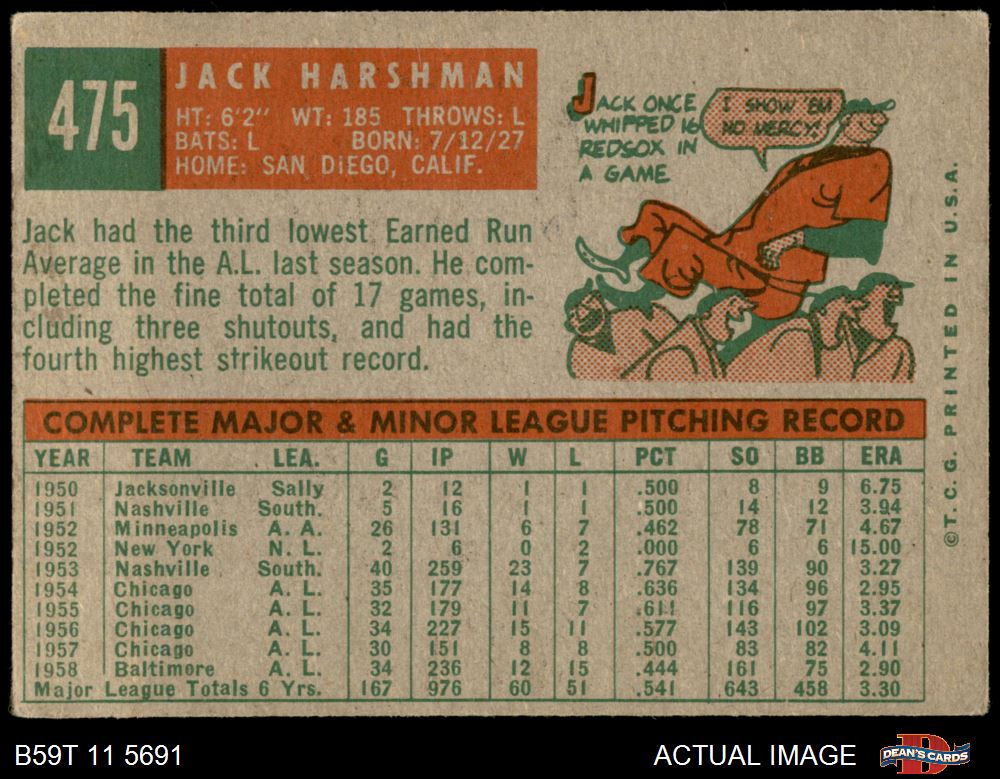 475
JACK HARSHMAN
HT: 6'2" WT: 185 THROWS: L
BATS: L BORN: 7/12/27
HOME: SAN DIEGO, CALIF.
Jack had the third lowest Earned Run
Average in the A.L. last season. He com-
pleted the fine total of 17 games, in-
cluding three shutouts, and had the
fourth highest strikeout record.
JACK ONCE
WHIPPED 16
REDSOX IN
A GAME
I SHOW 'EM
NO MERCY!
©T. C. G. PRINTED IN U.S.A.
COMPLETE MAJOR & MINOR LEAGUE PITCHING RECORD
YEAR TEAM LEA. G IP W L PCT SO BB ERA
1950 Jacksonville Sally 2 12 1 1 .500 8 9 6.75
1951 Nashville South. 5 16 1 1 .500 14 12 3.94
1952 Minneapolis A. A. 26 131 6 7 .462 78 71 4.67
1952 New York N. L. 2 6 0 2 .000 6 6 15.00
1953 Nashville South. 40 259 23 7 .767 139 90 3.27
1954 Chicago A. L. 35 177 14 8 .636 134 96 2.95
1955 Chicago A. L. 32 179 11 7 .611 116 97 3.37
1956 Chicago A. L. 34 227 15 11 .577 143 102 3.09
1957 Chicago A. L. 30 151 8 8 .500 83 82 4.11
1958 Baltimore A. L. 34 236 12 15 .444 161 75 2.90
Major League Totals 6 Yrs. 167 976 60 51 .541 643 458 3.30
B59T 11 5691
ACTUAL IMAGE
DEAN'S CARDS